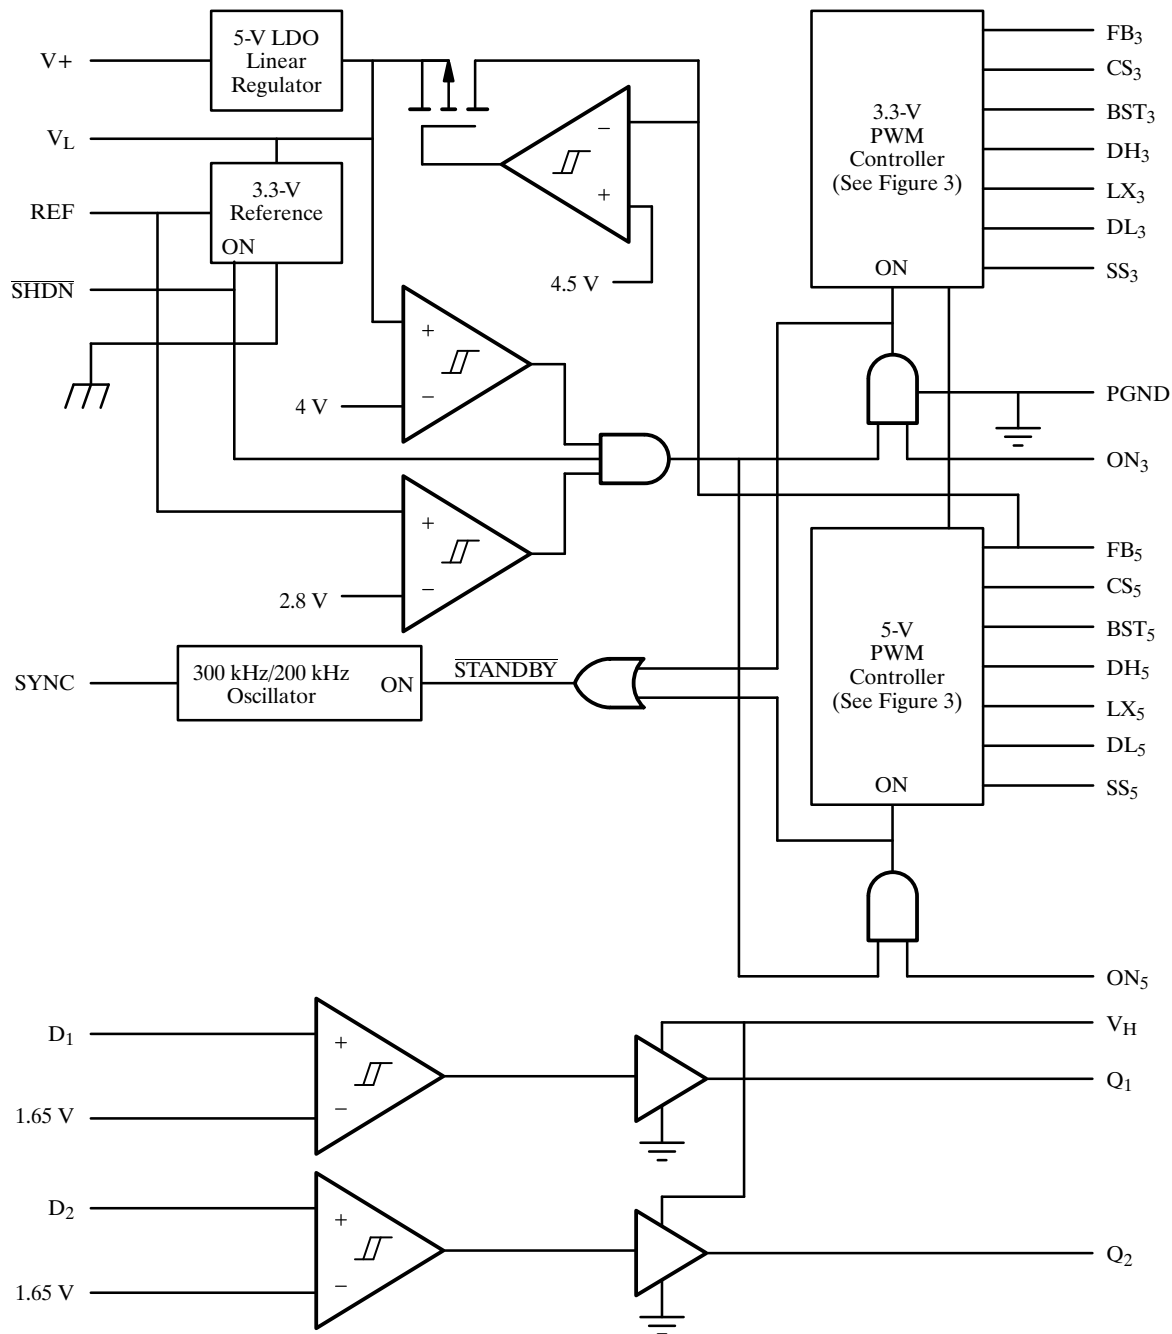 V+
5-V LDO
Linear
Regulator
VL
3.3-V
Reference
ON
REF
SHDN
−
+
4.5 V
3.3-V
PWM
Controller
(See Figure 3)
ON
FB3
CS3
BST3
DH3
LX3
DL3
SS3
+
−
4 V
PGND
ON3
+
−
2.8 V
5-V
PWM
Controller
(See Figure 3)
ON
FB5
CS5
BST5
DH5
LX5
DL5
SS5
SYNC
300 kHz/200 kHz
Oscillator
ON
STANDBY
ON5
D1
+
−
1.65 V
VH
Q1
D2
+
−
1.65 V
Q2